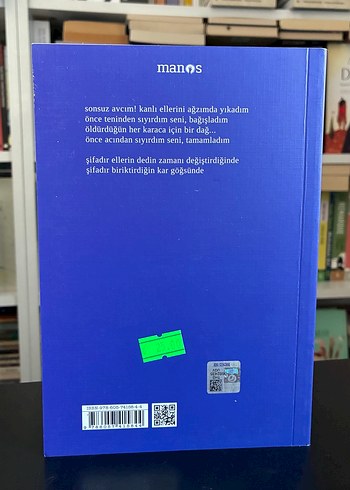 manos
sonsuz avcım! kanlı ellerini ağzımda yıkadım
önce teninden sıyırdım seni, bağışladım
öldürdüğün her karaca için bir dağ...
önce acından sıyırdım seni, tamamladım
şifadır ellerin dedin zamanı değiştirdiğinde
şifadır biriktirdiğin kar göğsünde